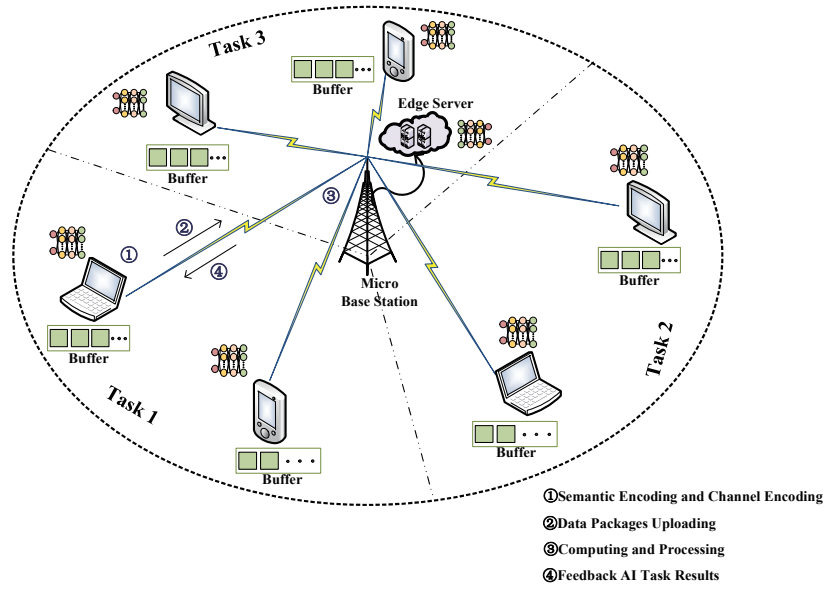 Task 3
Buffer
Edge Server
Buffer
③
②
①
④
Buffer
Micro
Base Station
Buffer
Task 2
Task 1
Buffer
Buffer
①Semantic Encoding and Channel Encoding
②Data Packages Uploading
③Computing and Processing
④Feedback AI Task Results